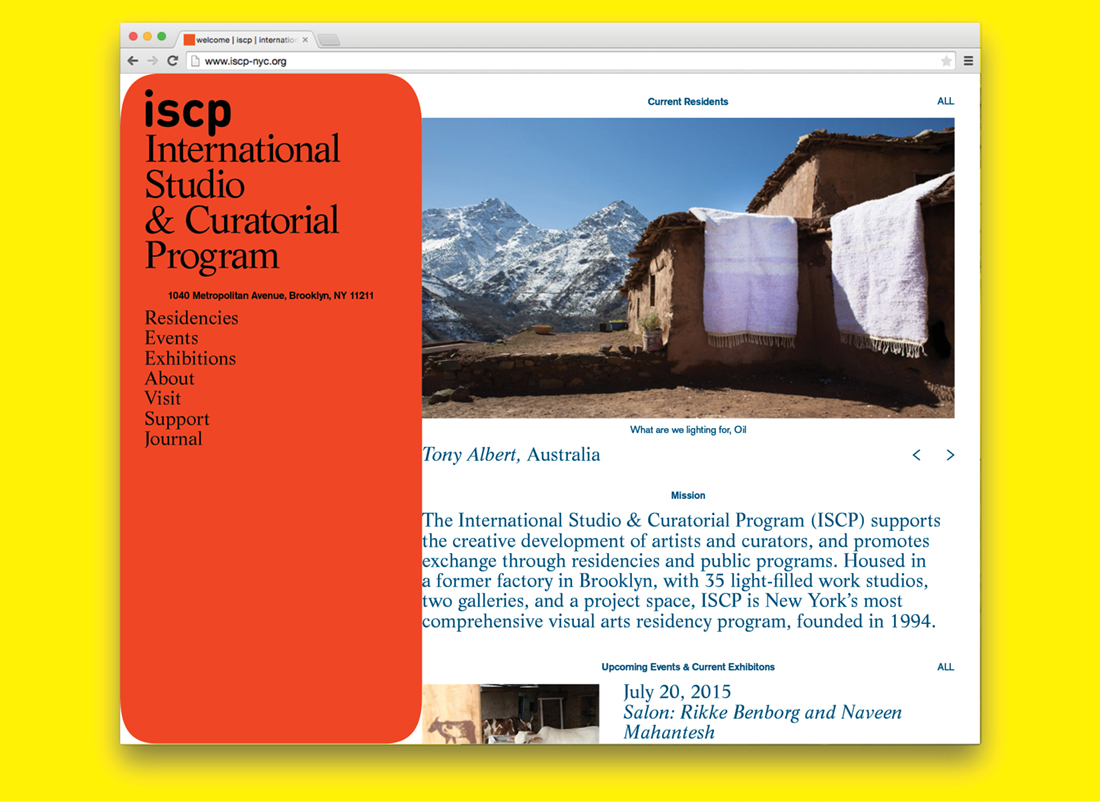 welcome | iscp | internatio
www.iscp-nyc.org
iscp
International
Studio
& Curatorial
Program
1040 Metropolitan Avenue, Brooklyn, NY 11211
Residencies
Events
Exhibitions
About
Visit
Support
Journal
Current Residents
ALL
What are we lighting for, Oil
Tony Albert, Australia
Mission
The International Studio & Curatorial Program (ISCP) supports
the creative development of artists and curators, and promotes
exchange through residencies and public programs. Housed in
a former factory in Brooklyn, with 35 light-filled work studios,
two galleries, and a project space, ISCP is New York’s most
comprehensive visual arts residency program, founded in 1994.
Upcoming Events & Current Exhibitons
ALL
July 20, 2015
Salon: Rikke Benborg and Naveen
Mahantesh